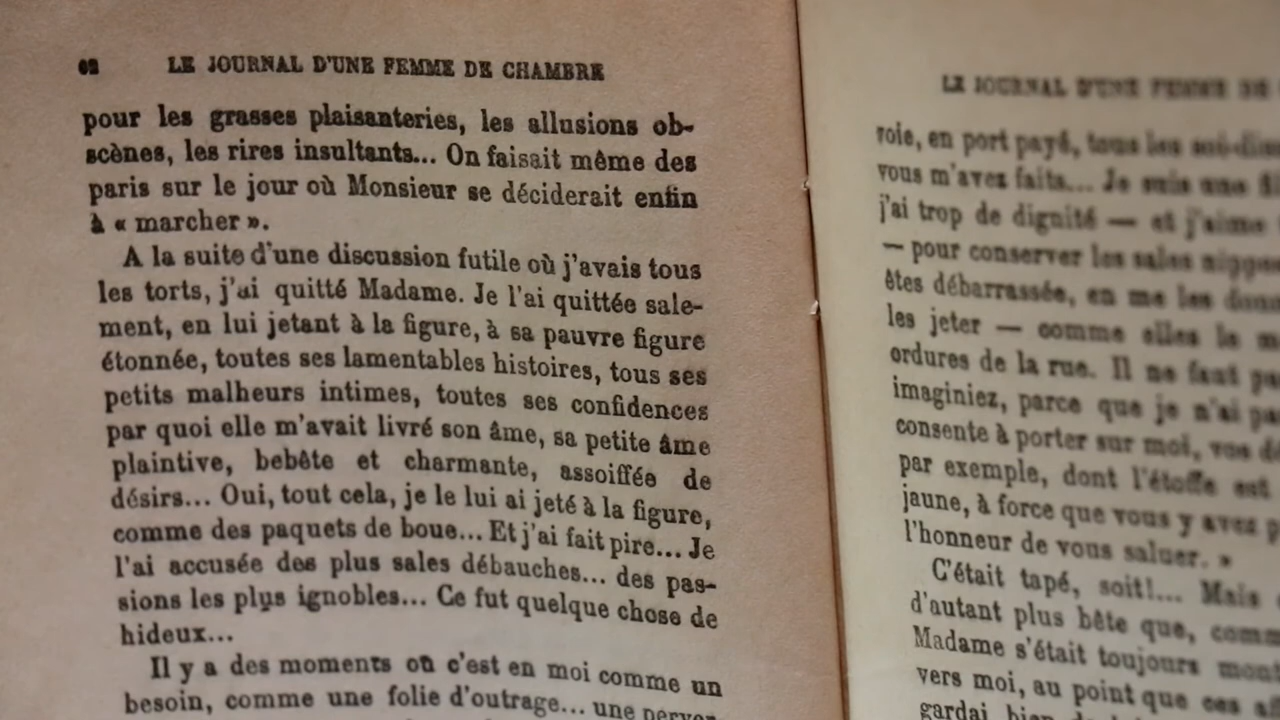 62 LE JOURNAL D'UNE FEMME DE CHAMBRE
pour les grasses plaisanteries, les allusions ob-
scènes, les rires insultants... On faisait même des
paris sur le jour où Monsieur se déciderait enfin
à « marcher ».
A la suite d'une discussion futile où j'avais tous
les torts, j'ai quitté Madame. Je l'ai quittée sale-
ment, en lui jetant à la figure, à sa pauvre figure
étonnée, toutes ses lamentables histoires, tous ses
petits malheurs intimes, toutes ses confidences
par quoi elle m'avait livré son âme, sa petite âme
plaintive, bebête et charmante, assoiffée de
désirs... Oui, tout cela, je le lui ai jeté à la figure,
comme des paquets de boue... Et j'ai fait pire... Je
l'ai accusée des plus sales débauches... des pas-
sions les plus ignobles... Ce fut quelque chose de
hideux...
Il y a des moments où c'est en moi comme un
besoin, comme une folie d'outrage... une
LE JOURNAL D'UNE FEMME DE
voie, en port payé, tous les
vous m'avez faits... Je suis une
j'ai trop de dignité — et j'aime
— pour conserver les sales
êtes débarrassée, en me les
les jeter — comme elles le
ordures de la rue. Il ne faut
imaginiez, parce que je n'ai
consente à porter sur moi, vos
par exemple, dont l'étoffe est
jaune, à force que vous y avez
l'honneur de vous saluer. »
C'était tapé, soit!... Mais
d'autant plus bête que,
Madame s'était toujours
vers moi, au point que ces
gardai bien